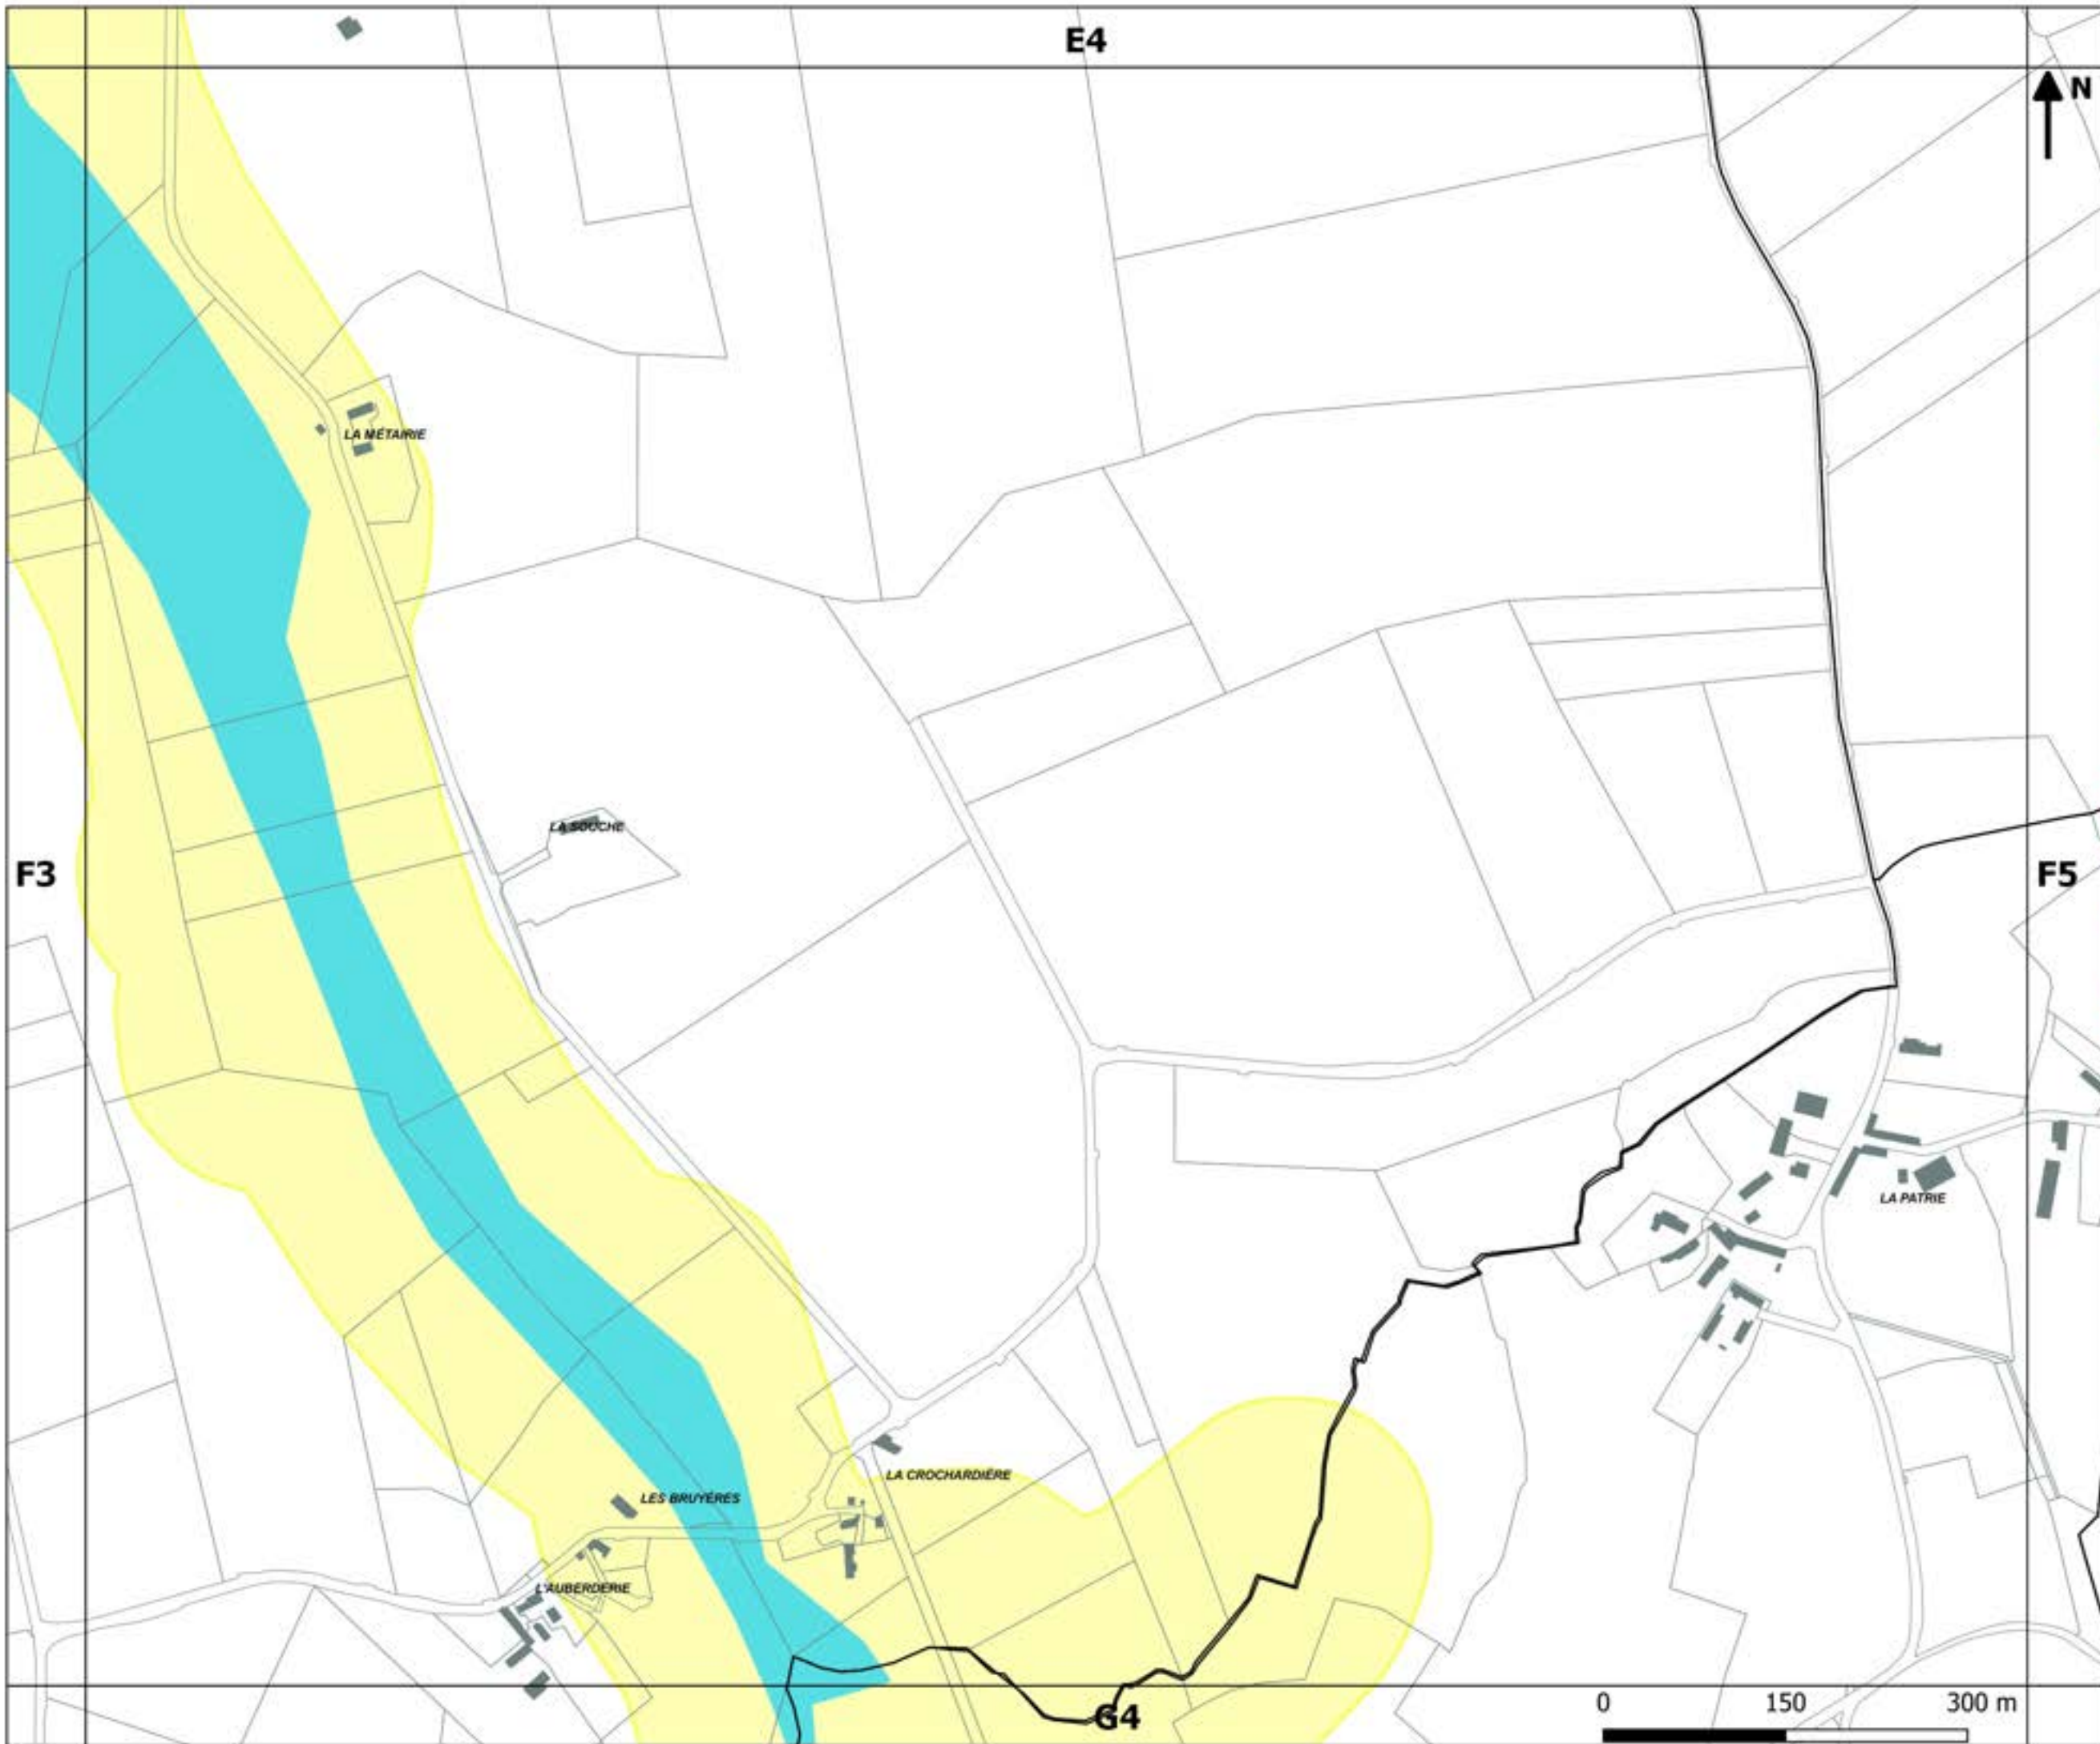 E4
N
LA MÉTAIRIE
LA SOUCHE
F3
F5
LA PATRIE
LA CROCHARDIÈRE
LES BRUYÈRES
L'AUBERDERIE
0 150 300 m
G4